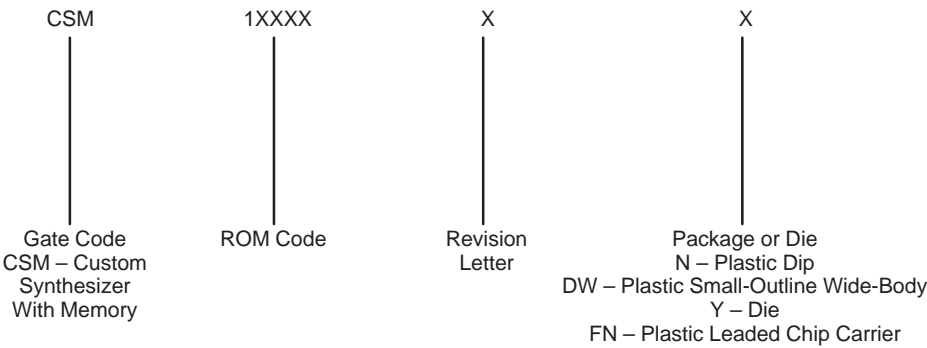 CSM 1XXXX X X
Gate Code
CSM – Custom
Synthesizer
With Memory
ROM Code
Revision
Letter
Package or Die
N – Plastic Dip
DW – Plastic Small-Outline Wide-Body
Y – Die
FN – Plastic Leaded Chip Carrier